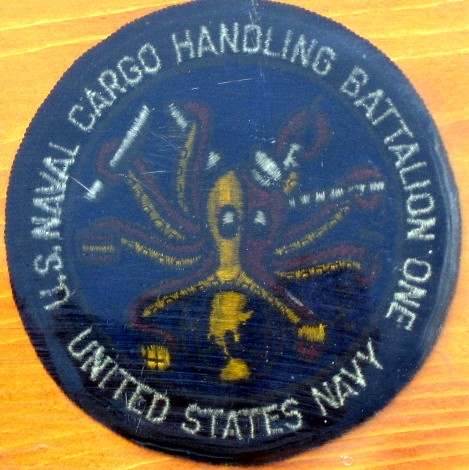 U.S. NAVAL CARGO HANDLING BATTALION ONE
UNITED STATES NAVY